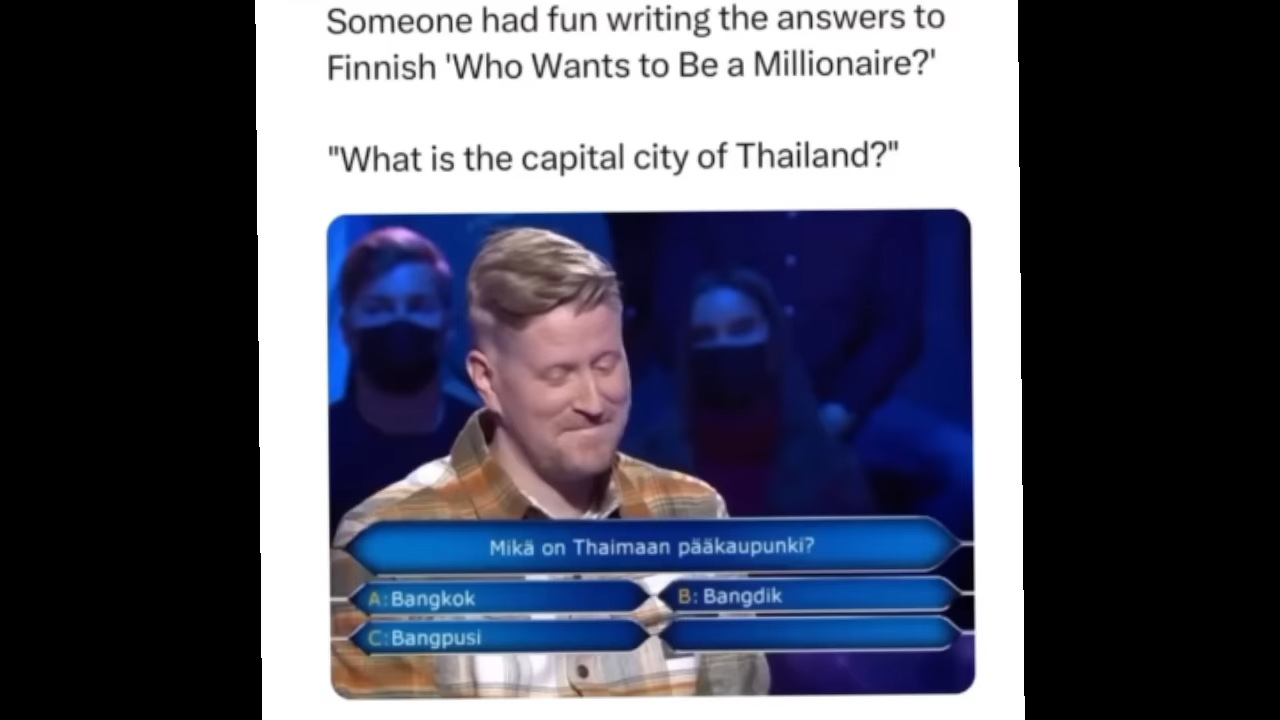 Someone had fun writing the answers to
Finnish 'Who Wants to Be a Millionaire?'
"What is the capital city of Thailand?"
Mikä on Thaimaan pääkaupunki?
A: Bangkok
B: Bangdik
C: Bangpusi